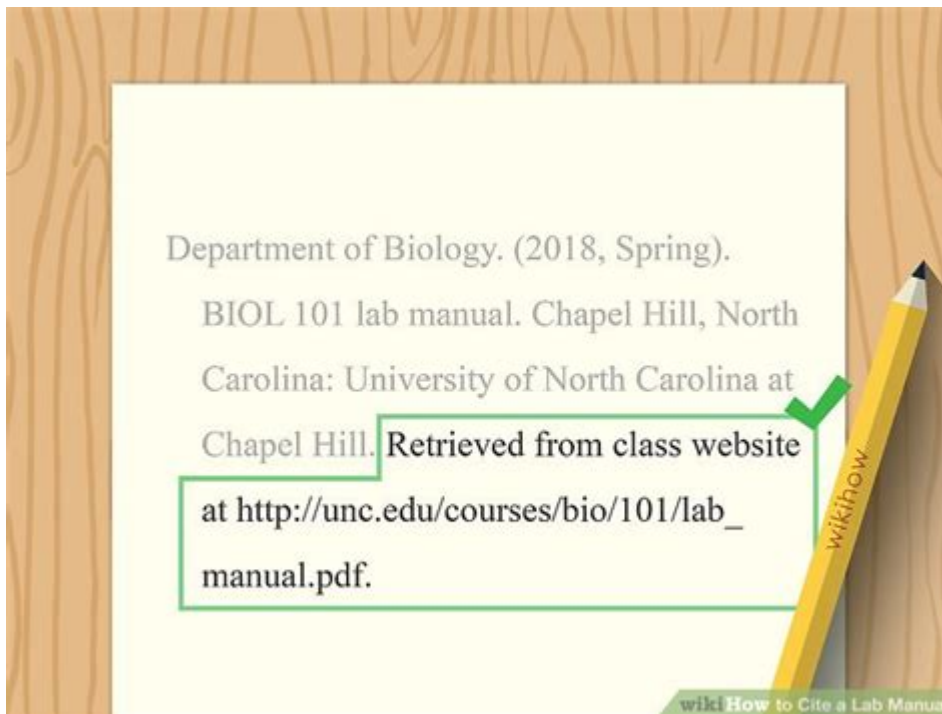 Department of Biology. (2018, Spring).
BIOL 101 lab manual. Chapel Hill, North
Carolina: University of North Carolina at
Chapel Hill. Retrieved from class website
at http://unc.edu/courses/bio/101/lab_
manual.pdf.
wikihow
wikiHow to Cite a Lab Manua